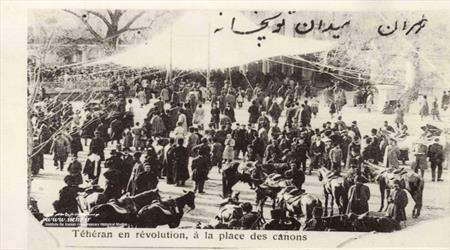 طهران میدان توپخانه
Téhéran en révolution, à la place des canons